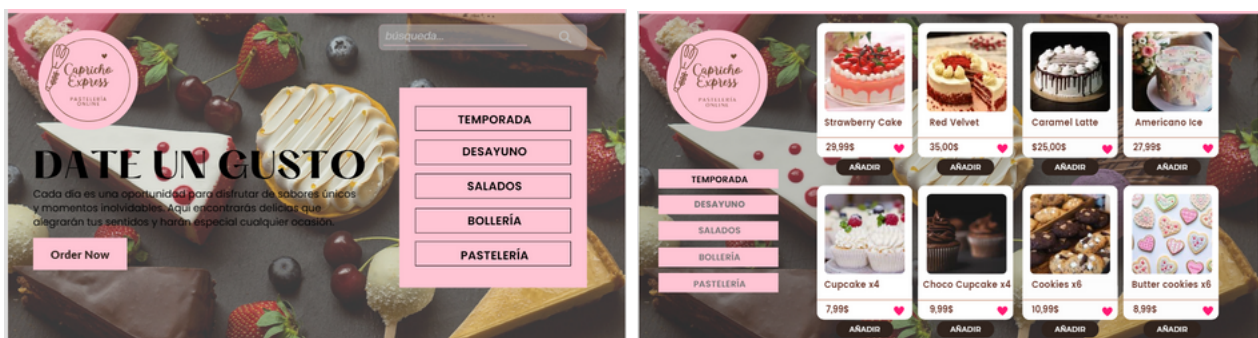 búsqueda...
Capricho
Express
PASTELERÍA
ONLINE
DATE UN GUSTO
Cada día es una oportunidad para disfrutar de sabores únicos
y momentos inolvidables. Aquí encontrarás delicias que
alegrarán tus sentidos y harán especial cualquier ocasión.
Order Now
TEMPORADA
DESAYUNO
SALADOS
BOLLERÍA
PASTELERÍA
Capricho
Express
PASTELERÍA
ONLINE
TEMPORADA
DESAYUNO
SALADOS
BOLLERÍA
PASTELERÍA
Strawberry Cake
29,99$
AÑADIR
Red Velvet
35,00$
AÑADIR
Caramel Latte
$25,00$
AÑADIR
Americano Ice
27,99$
AÑADIR
Cupcake x4
7,99$
AÑADIR
Choco Cupcake x4
9,99$
AÑADIR
Cookies x6
10,99$
AÑADIR
Butter cookies x6
8,99$
AÑADIR